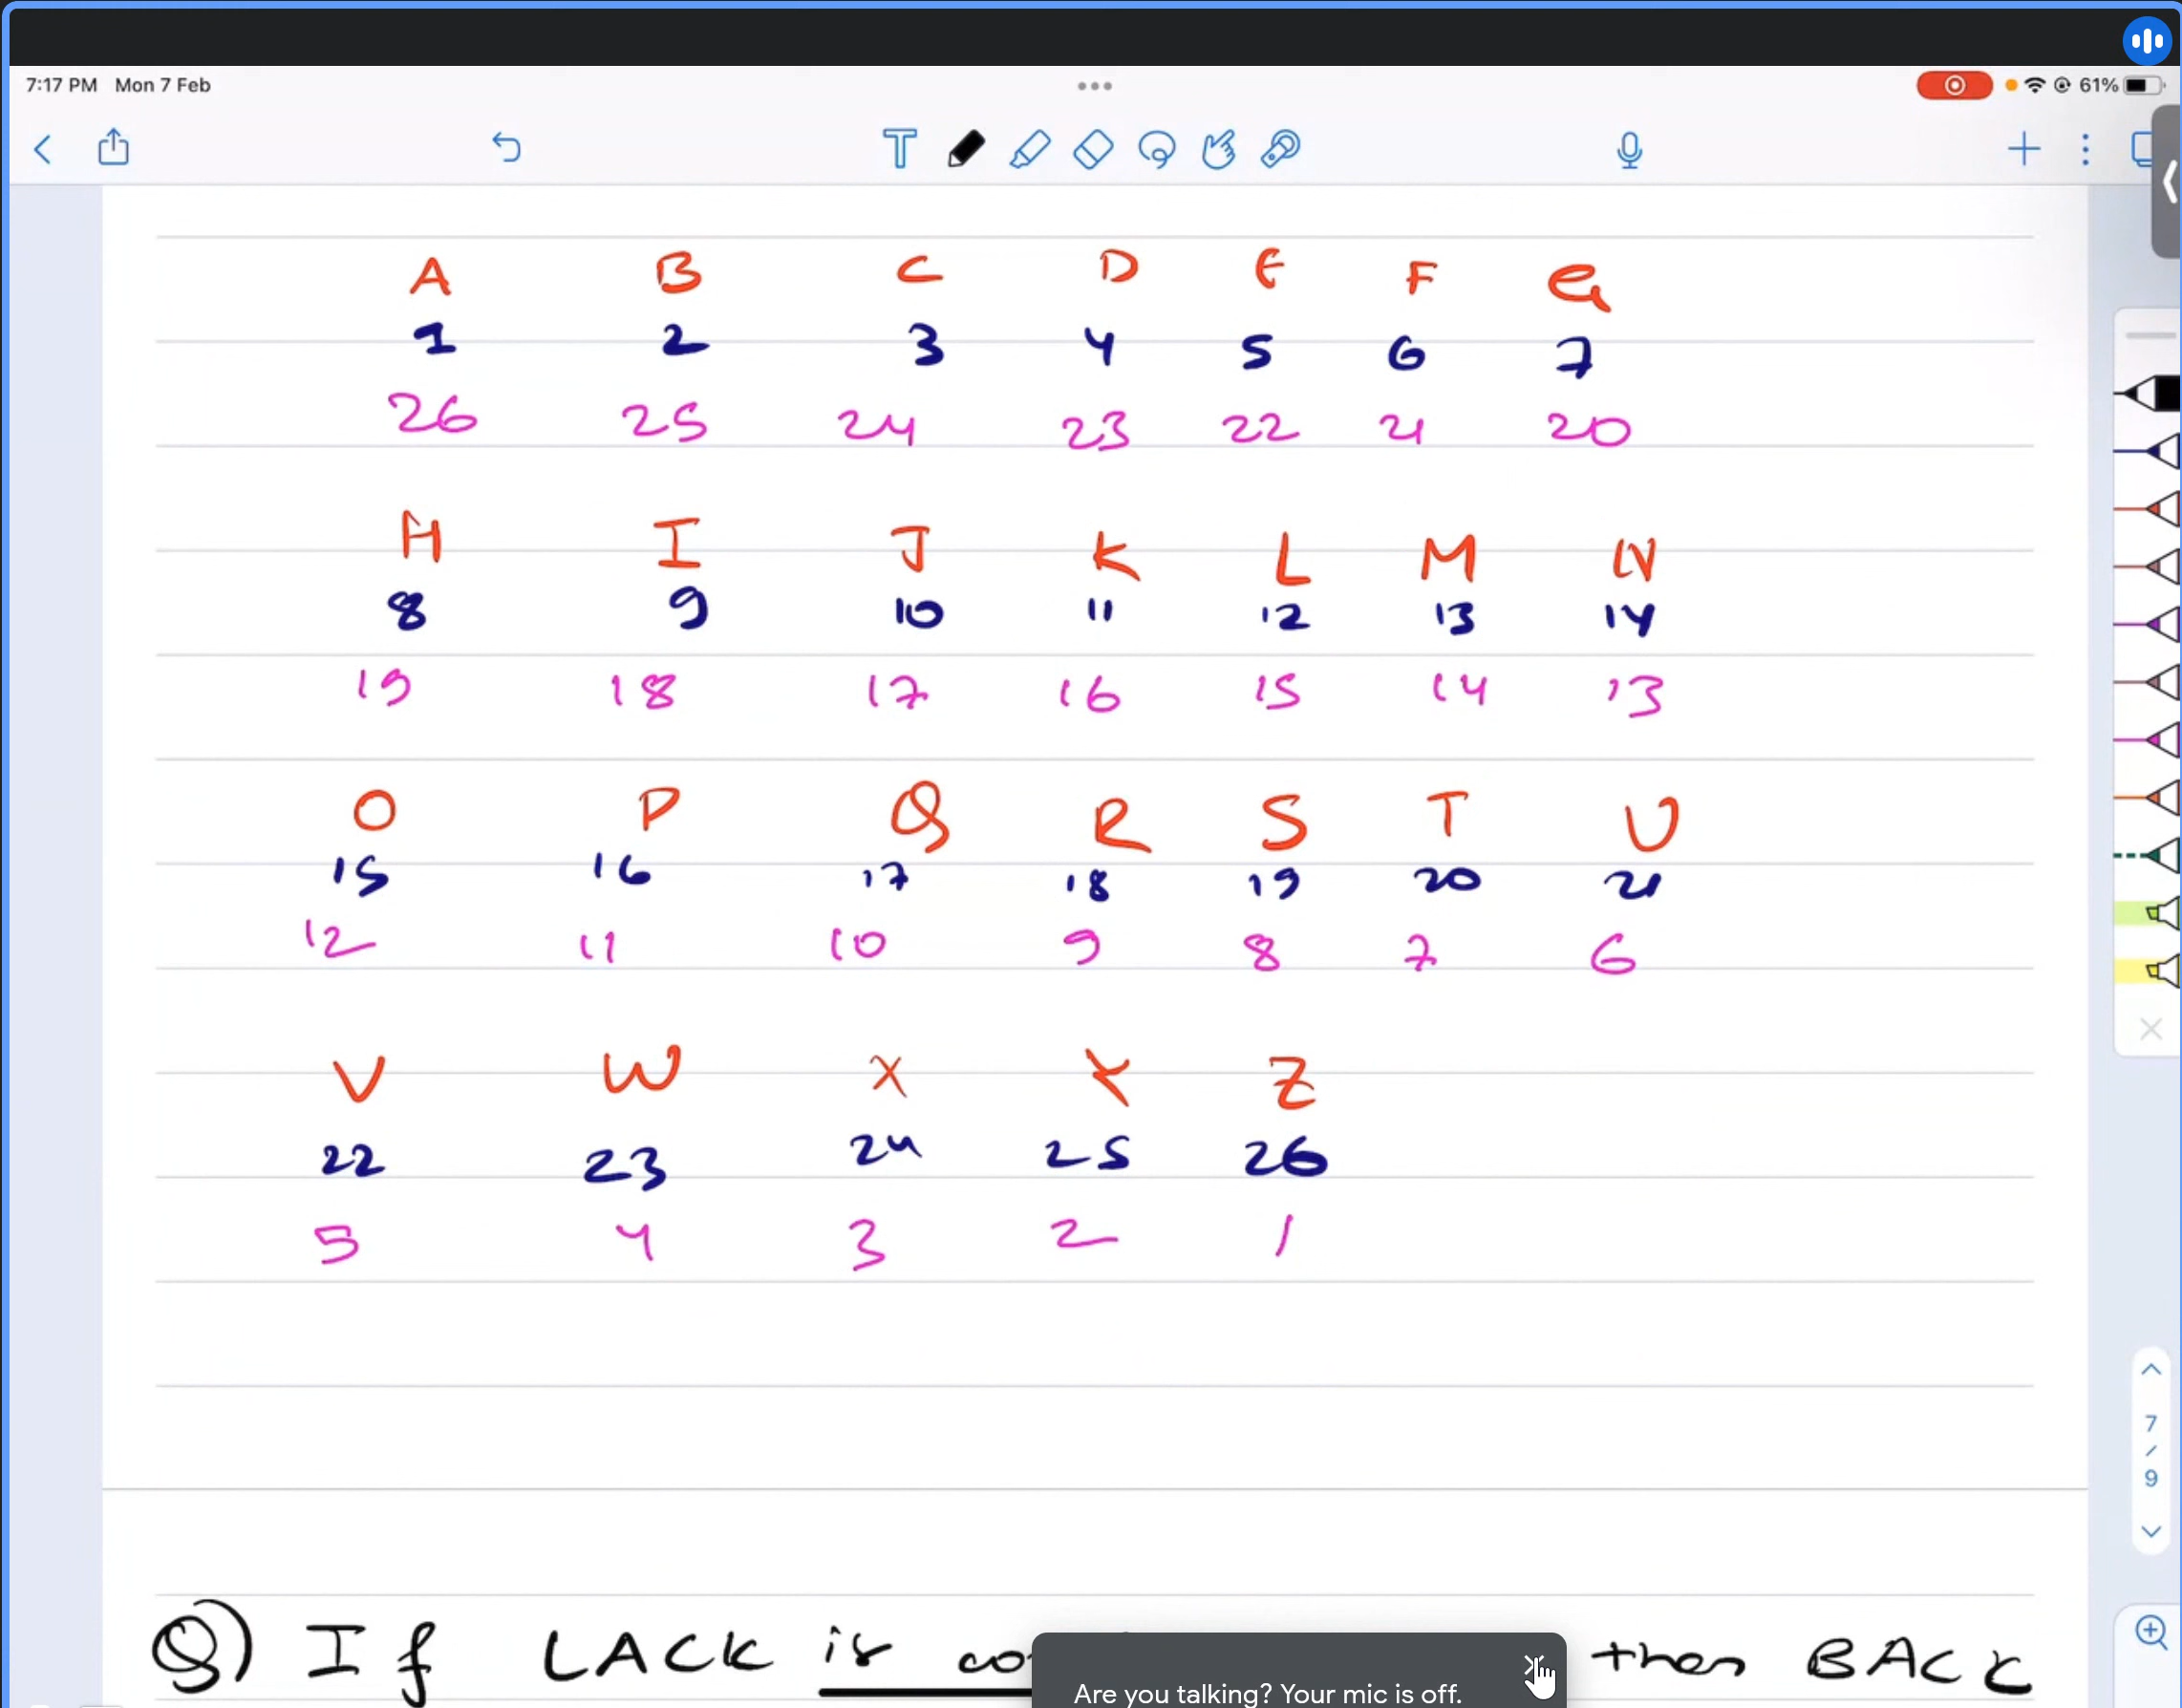 7:17 PM Mon 7 Feb 61%
T
A B C D E F G
1 2 3 4 5 6 7
26 25 24 23 22 21 20
H I J K L M N
8 9 10 11 12 13 14
19 18 17 16 15 14 13
O P Q R S T U
15 16 17 18 19 20 21
12 11 10 9 8 7 6
V W X Y Z
22 23 24 25 26
5 4 3 2 1
7
/
9
Q) If LACK is then BACK
Are you talking? Your mic is off.